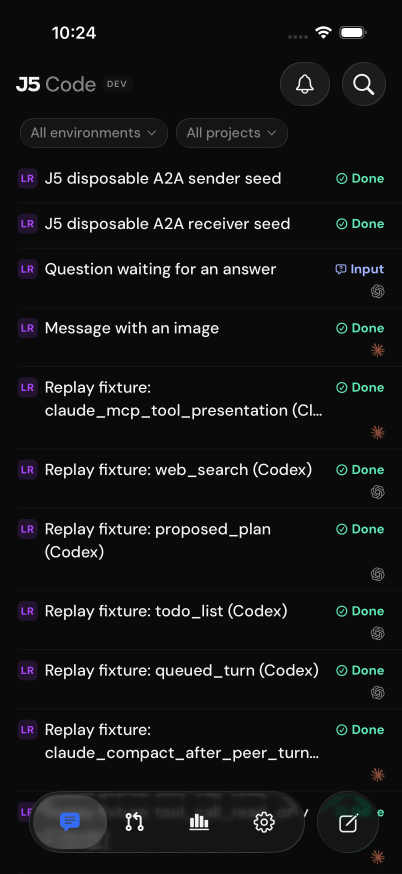 10:24
J5 Code DEV
All environments
All projects
LR J5 disposable A2A sender seed Done
LR J5 disposable A2A receiver seed Done
LR Question waiting for an answer Input
LR Message with an image Done
LR Replay fixture: Done
claude_mcp_tool_presentation (Cl...
LR Replay fixture: web_search (Codex) Done
LR Replay fixture: proposed_plan Done
(Codex)
LR Replay fixture: todo_list (Codex) Done
LR Replay fixture: queued_turn (Codex) Done
LR Replay fixture: Done
claude_compact_after_peer_turn...